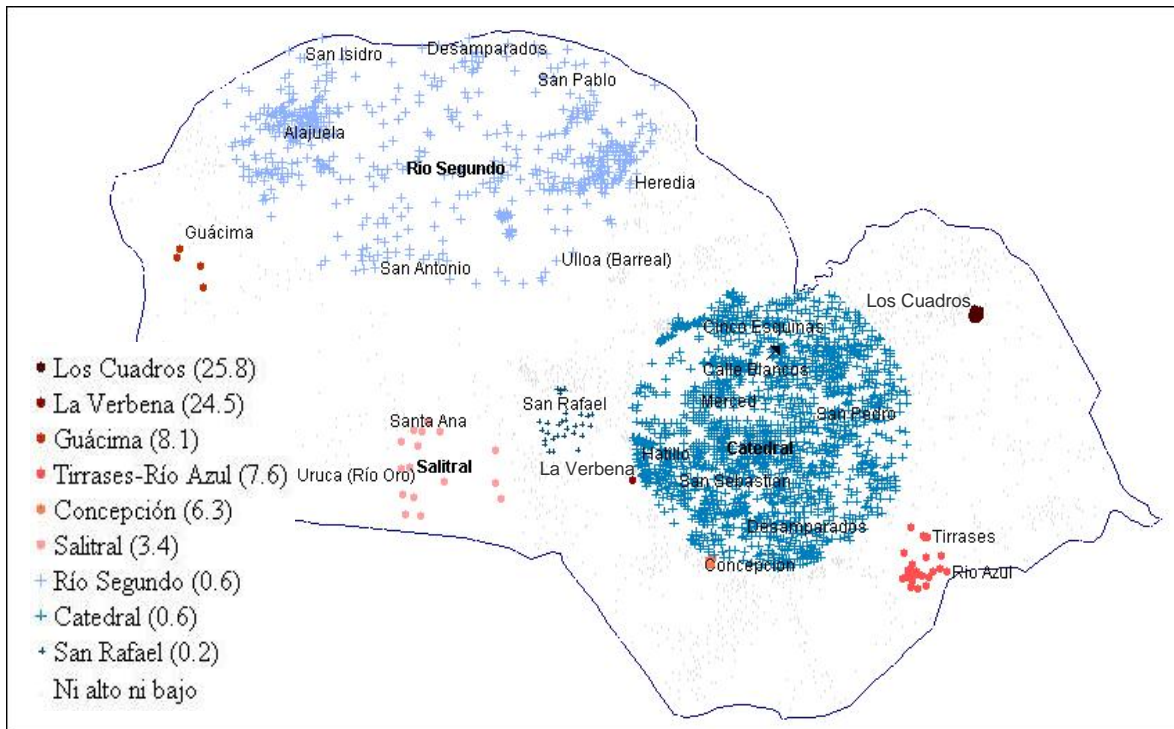 San Isidro
Desamparados
San Pablo
Alajuela
Río Segundo
Heredia
Guácima
San Antonio
Ulloa (Barreal)
Los Cuadros
Cinco Esquinas
Calle Blancos
Merced
San Pedro
San Rafael
Santa Ana
Hatillo
Catedral
La Verbena
Uruca (Río Oro)
Salitral
San Sebastian
Desamparados
Tirrases
Concepción
Río Azul
Los Cuadros (25.8)
La Verbena (24.5)
Guácima (8.1)
Tirrases-Río Azul (7.6)
Concepción (6.3)
Salitral (3.4)
Río Segundo (0.6)
Catedral (0.6)
San Rafael (0.2)
Ni alto ni bajo